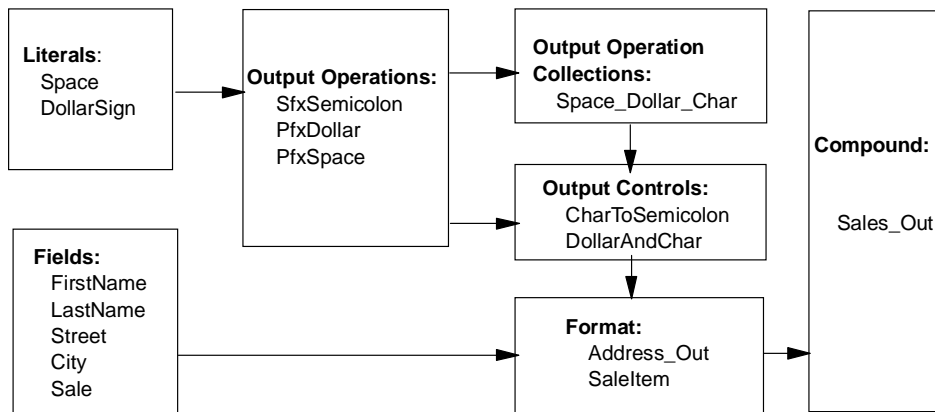 Literals:
Space
DollarSign
Output Operations:
SfxSemicolon
PfxDollar
PfxSpace
Output Operation
Collections:
Space_Dollar_Char
Output Controls:
CharToSemicolon
DollarAndChar
Fields:
FirstName
LastName
Street
City
Sale
Format:
Address_Out
SaleItem
Compound:
Sales_Out